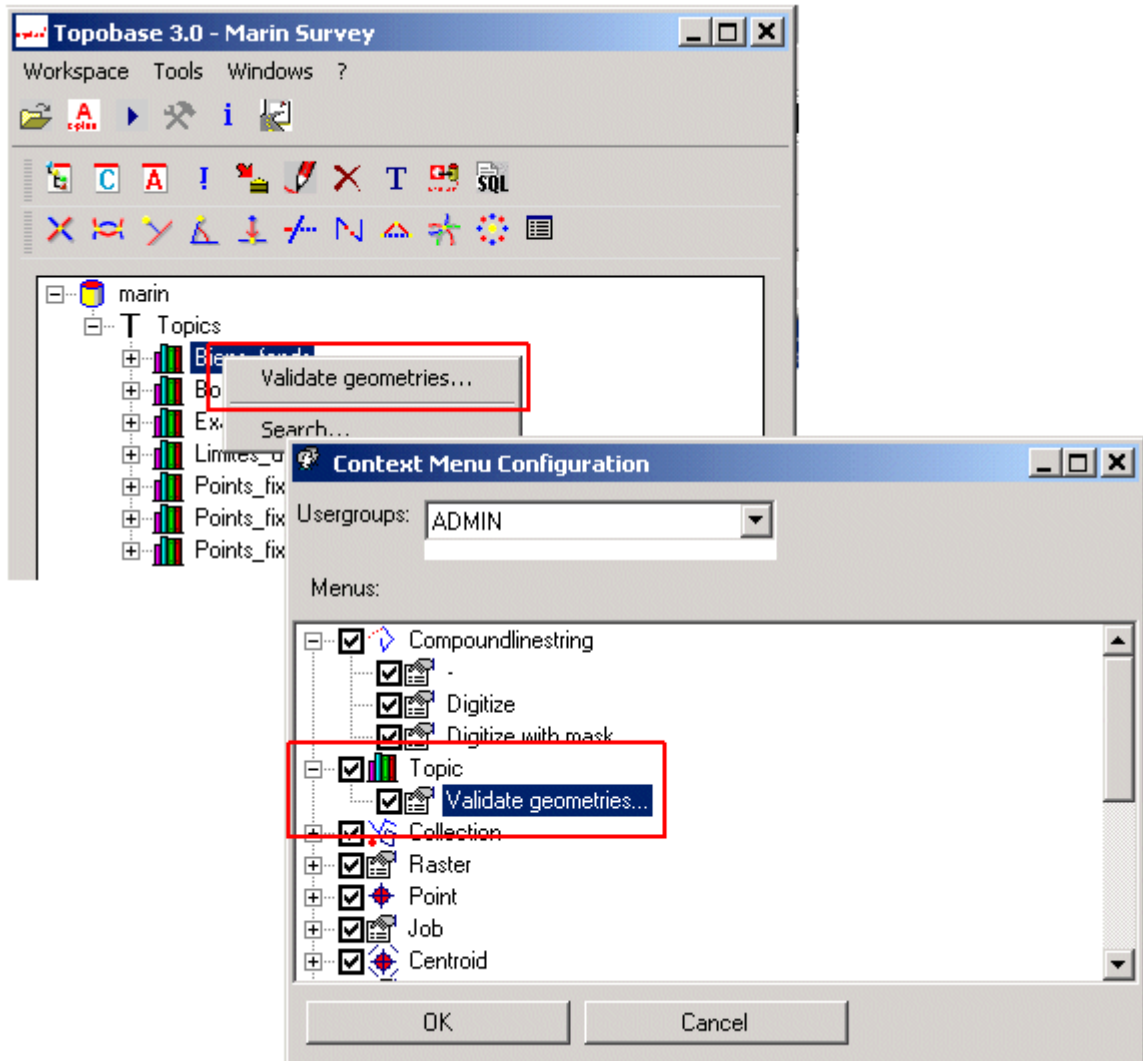 Topobase 3.0 - Marin Survey
Workspace Tools Windows ?
A
i
C A ! T SQL
marin
T Topics
Validate geometries...
Bo
Ex
Search...
Limites_d
Points_fix
Points_fix
Points_fix
Context Menu Configuration
Usergroups: ADMIN
Menus:
Compoundlinestring
-
Digitize
Digitize with mask
Topic
Validate geometries...
Collection
Raster
Point
Job
Centroid
OK Cancel